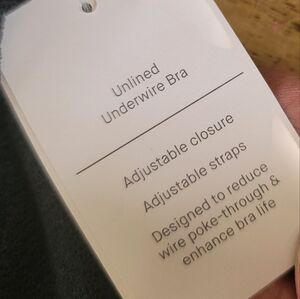 Unlined
Underwire Bra
Adjustable closure
Adjustable straps
Designed to reduce
wire poke-through &
enhance bra life